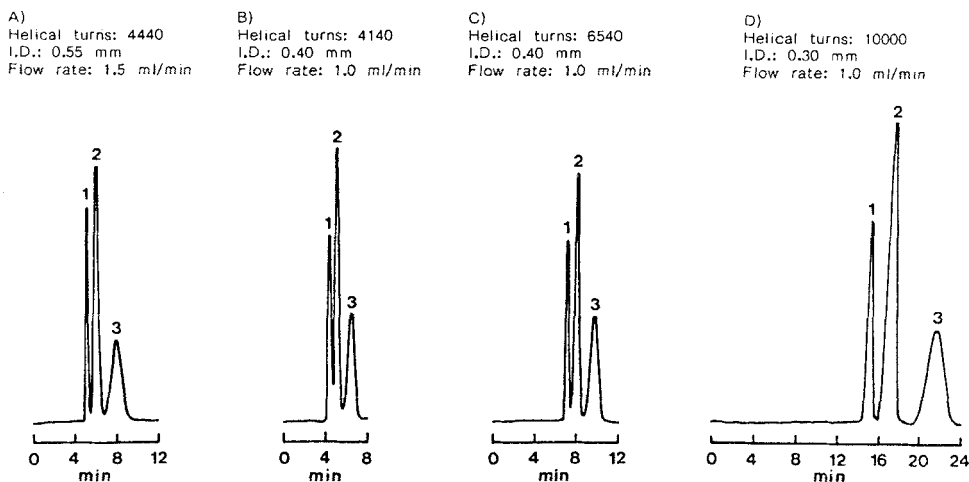 A)
Helical turns: 4440
I.D.: 0.55 mm
Flow rate: 1.5 ml/min
B)
Helical turns: 4140
I.D.: 0.40 mm
Flow rate: 1.0 ml/min
C)
Helical turns: 6540
I.D.: 0.40 mm
Flow rate: 1.0 ml/min
D)
Helical turns: 10000
I.D.: 0.30 mm
Flow rate: 1.0 ml/min
1
2
3
0 4 8 12
min
1
2
3
0 4 8
min
1
2
3
0 4 8 12
min
1
2
3
0 4 8 12 16 20 24
min